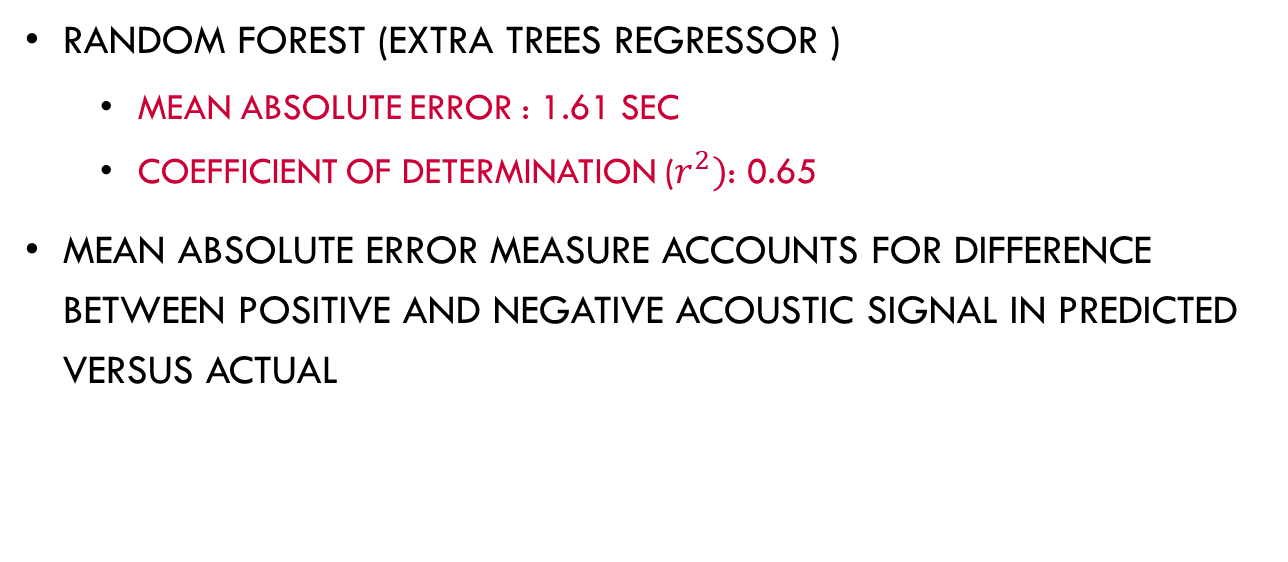 • RANDOM FOREST (EXTRA TREES REGRESSOR )
• MEAN ABSOLUTE ERROR : 1.61 SEC
• COEFFICIENT OF DETERMINATION (r²): 0.65
• MEAN ABSOLUTE ERROR MEASURE ACCOUNTS FOR DIFFERENCE
BETWEEN POSITIVE AND NEGATIVE ACOUSTIC SIGNAL IN PREDICTED
VERSUS ACTUAL